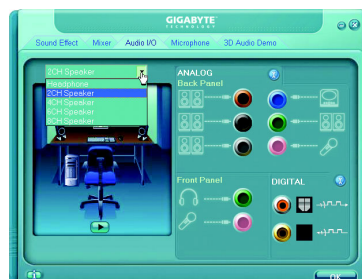 GIGABYTE
TECHNOLOGY
Sound Effect Mixer Audio I/O Microphone 3D Audio Demo
2CH Speaker
Headphone
2CH Speaker
4CH Speaker
6CH Speaker
8CH Speaker
ANALOG
Back Panel
Front Panel
DIGITAL
OK